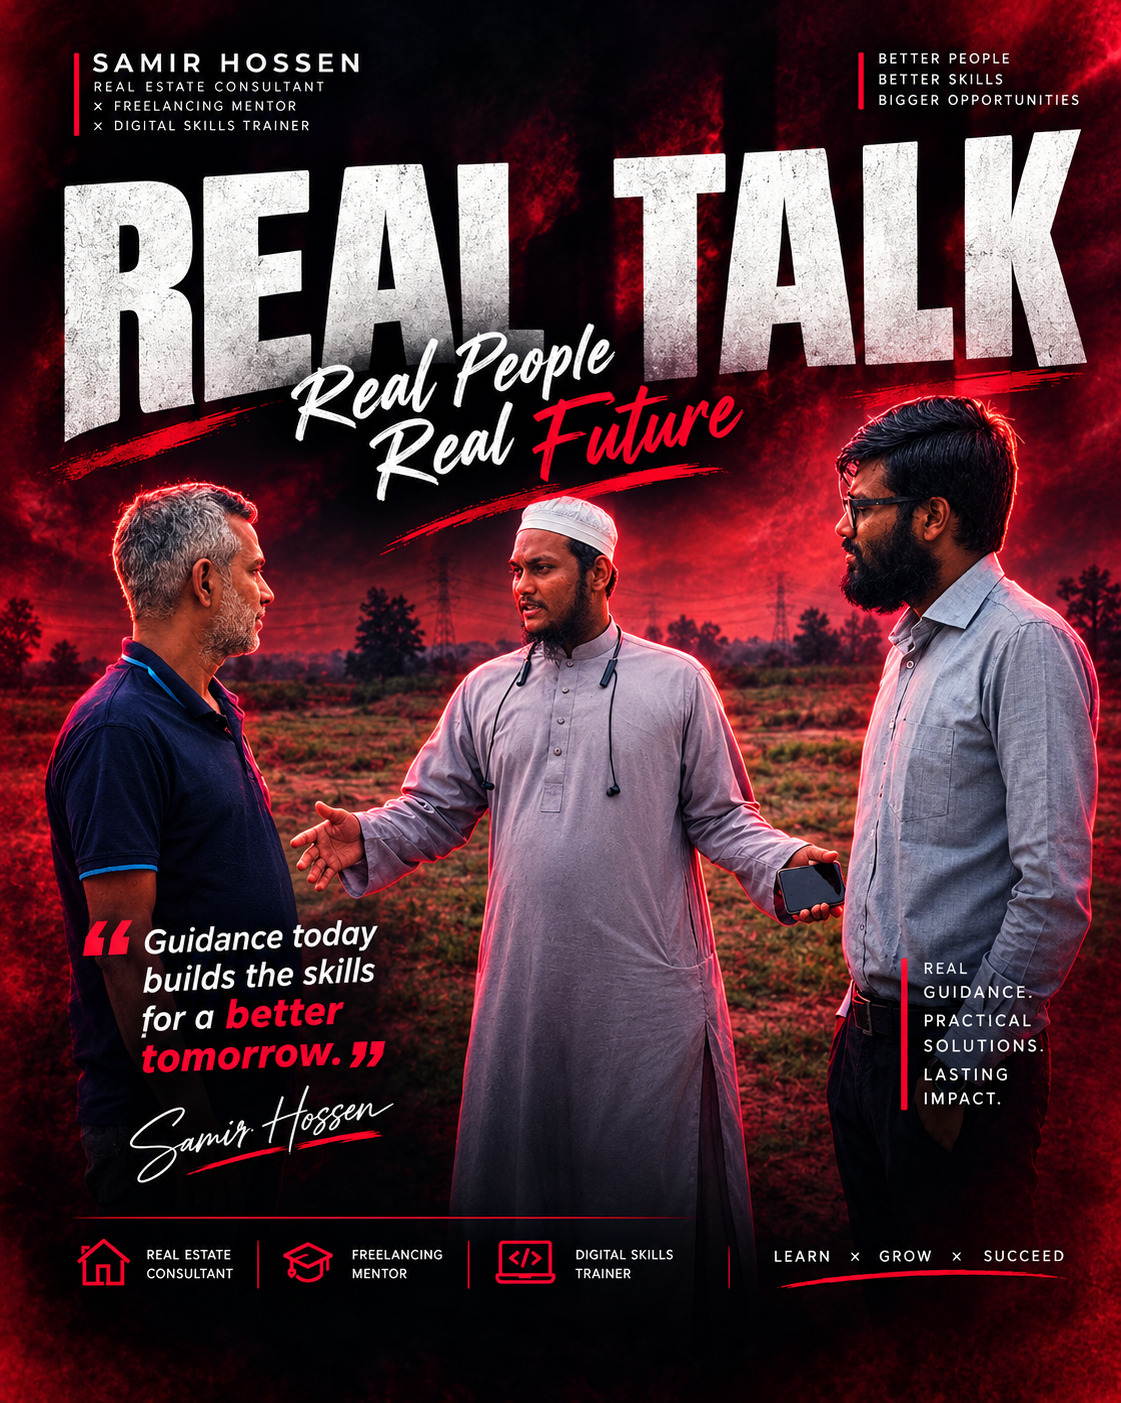 SAMIR HOSSEN
REAL ESTATE CONSULTANT
× FREELANCING MENTOR
× DIGITAL SKILLS TRAINER
BETTER PEOPLE
BETTER SKILLS
BIGGER OPPORTUNITIES
REAL TALK
Real People
Real Future
“ Guidance today
builds the skills
for a better
tomorrow. ”
Samir Hossen
REAL
GUIDANCE.
PRACTICAL
SOLUTIONS.
LASTING
IMPACT.
REAL ESTATE
CONSULTANT
FREELANCING
MENTOR
</>
DIGITAL SKILLS
TRAINER
LEARN × GROW × SUCCEED